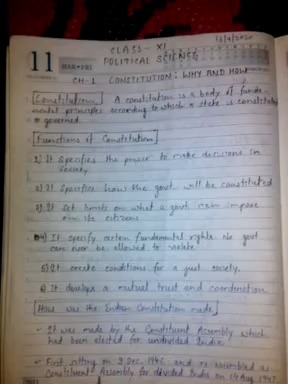 CLASS - XI
11
POLITICAL SCIENCE
CH-1 CONSTITUTION: WHY AND HOW
Constitution A constitution is a body of funda-
mental principles according to which a state is constituted
or governed.
Functions of Constitution
1) It specifies the power to make decisions in
society
2) It specifies how the govt. will be constituted
3) It set limits on what a govt. can impose
on its citizens
4) It specify certain fundamental rights. No govt
can ever be allowed to violate
5) It create conditions for a just society.
6) It develops a mutual trust and coordination
How was the Indian Constitution made
- It was made by the Constituent Assembly which
had been elected for undivided India.
- First sitting on 9 Dec. 1946 and re assembled as
Constituent Assembly for divided India on 14 Aug 1947